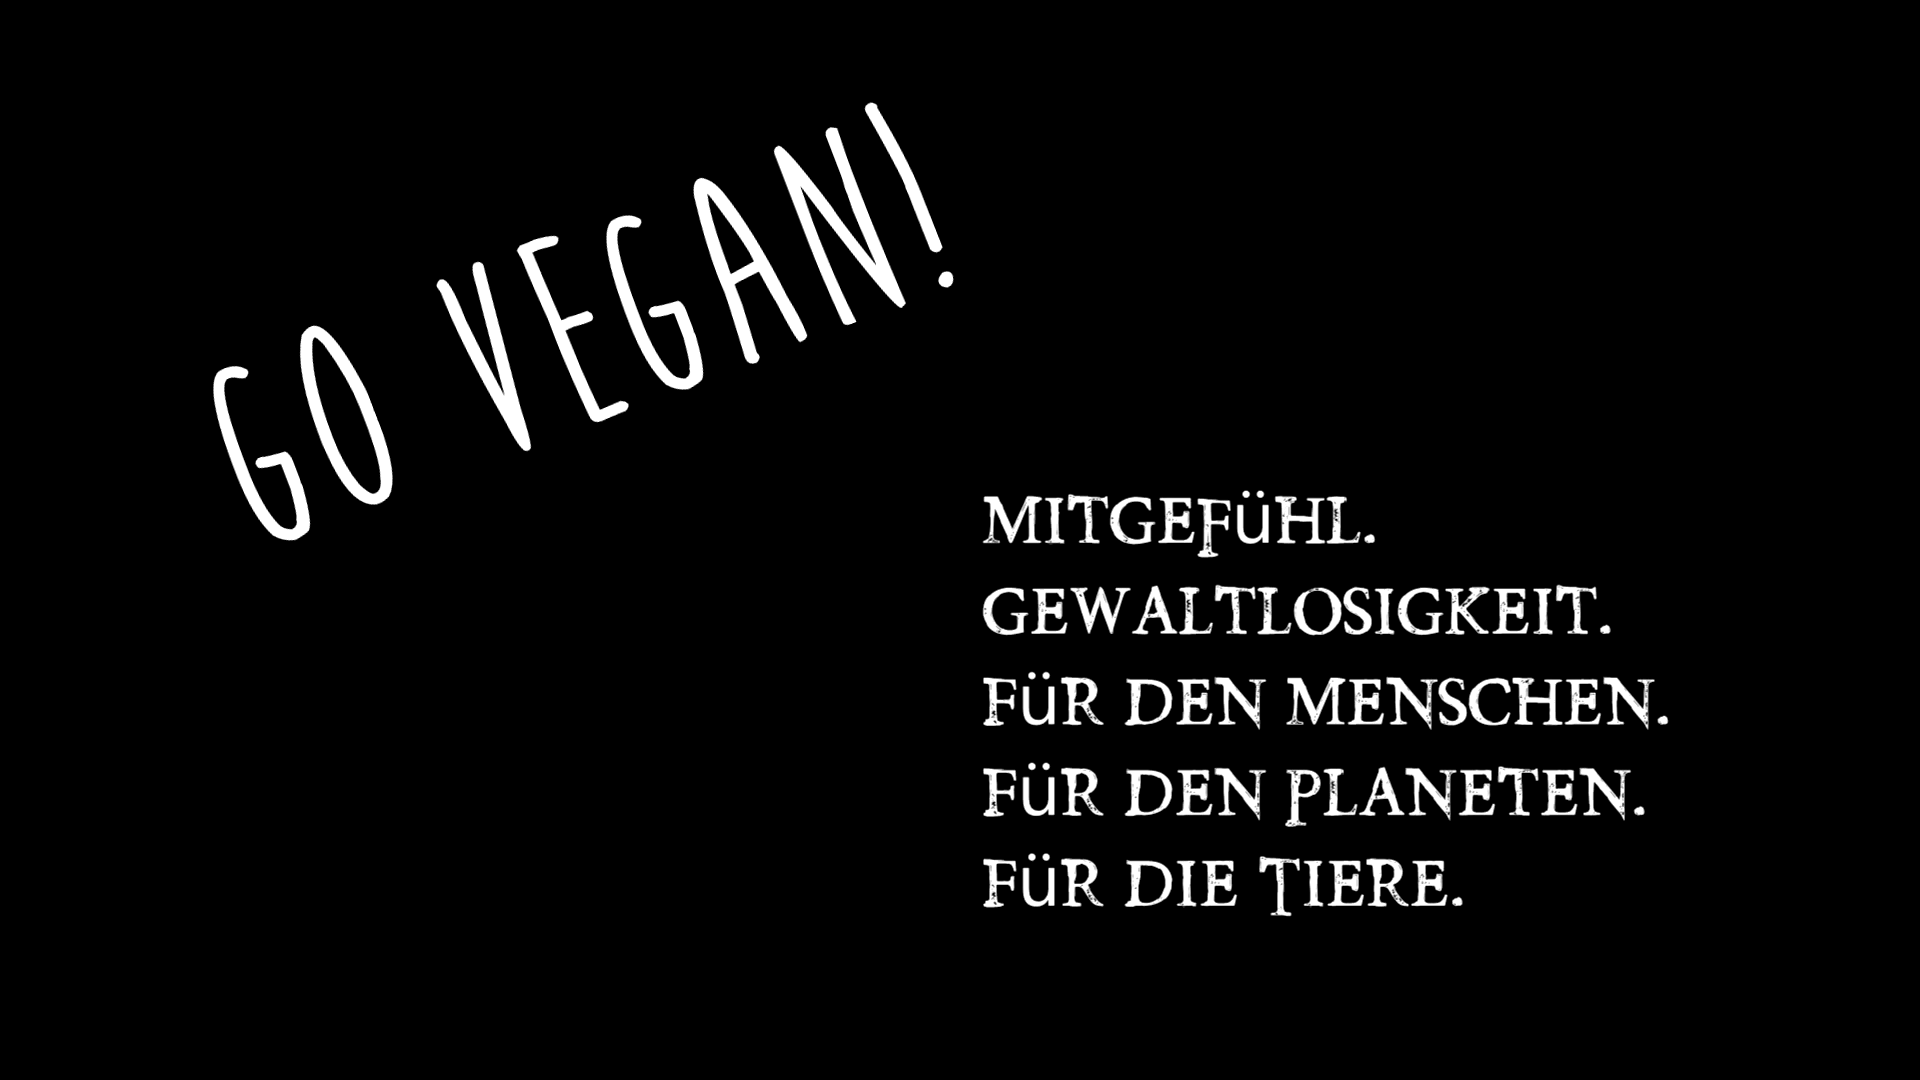 GO VEGAN!
MITGEFÜHL.
GEWALTLOSIGKEIT.
FÜR DEN MENSCHEN.
FÜR DEN PLANETEN.
FÜR DIE TIERE.